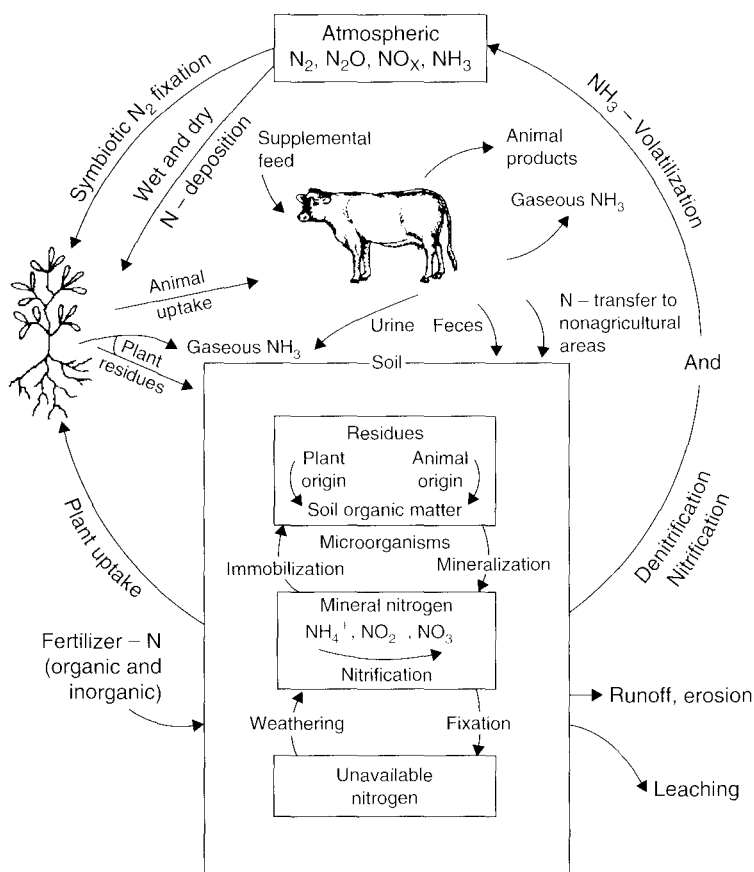 Atmospheric
N₂, N₂O, NOₓ, NH₃
Symbiotic N₂ fixation
Wet and dry
N – deposition
NH₃ – Volatilization
And
Denitrification
Nitrification
Supplemental
feed
Animal
products
Gaseous NH₃
Animal
uptake
Urine Feces
N – transfer to
nonagricultural
areas
Plant
residues
Gaseous NH₃
Soil
Residues
Plant
origin
Animal
origin
Soil organic matter
Microorganisms
Immobilization
Mineralization
Mineral nitrogen
NH₄⁺, NO₂ , NO₃
Nitrification
Weathering
Fixation
Unavailable
nitrogen
Plant uptake
Fertilizer – N
(organic and
inorganic)
Runoff, erosion
Leaching